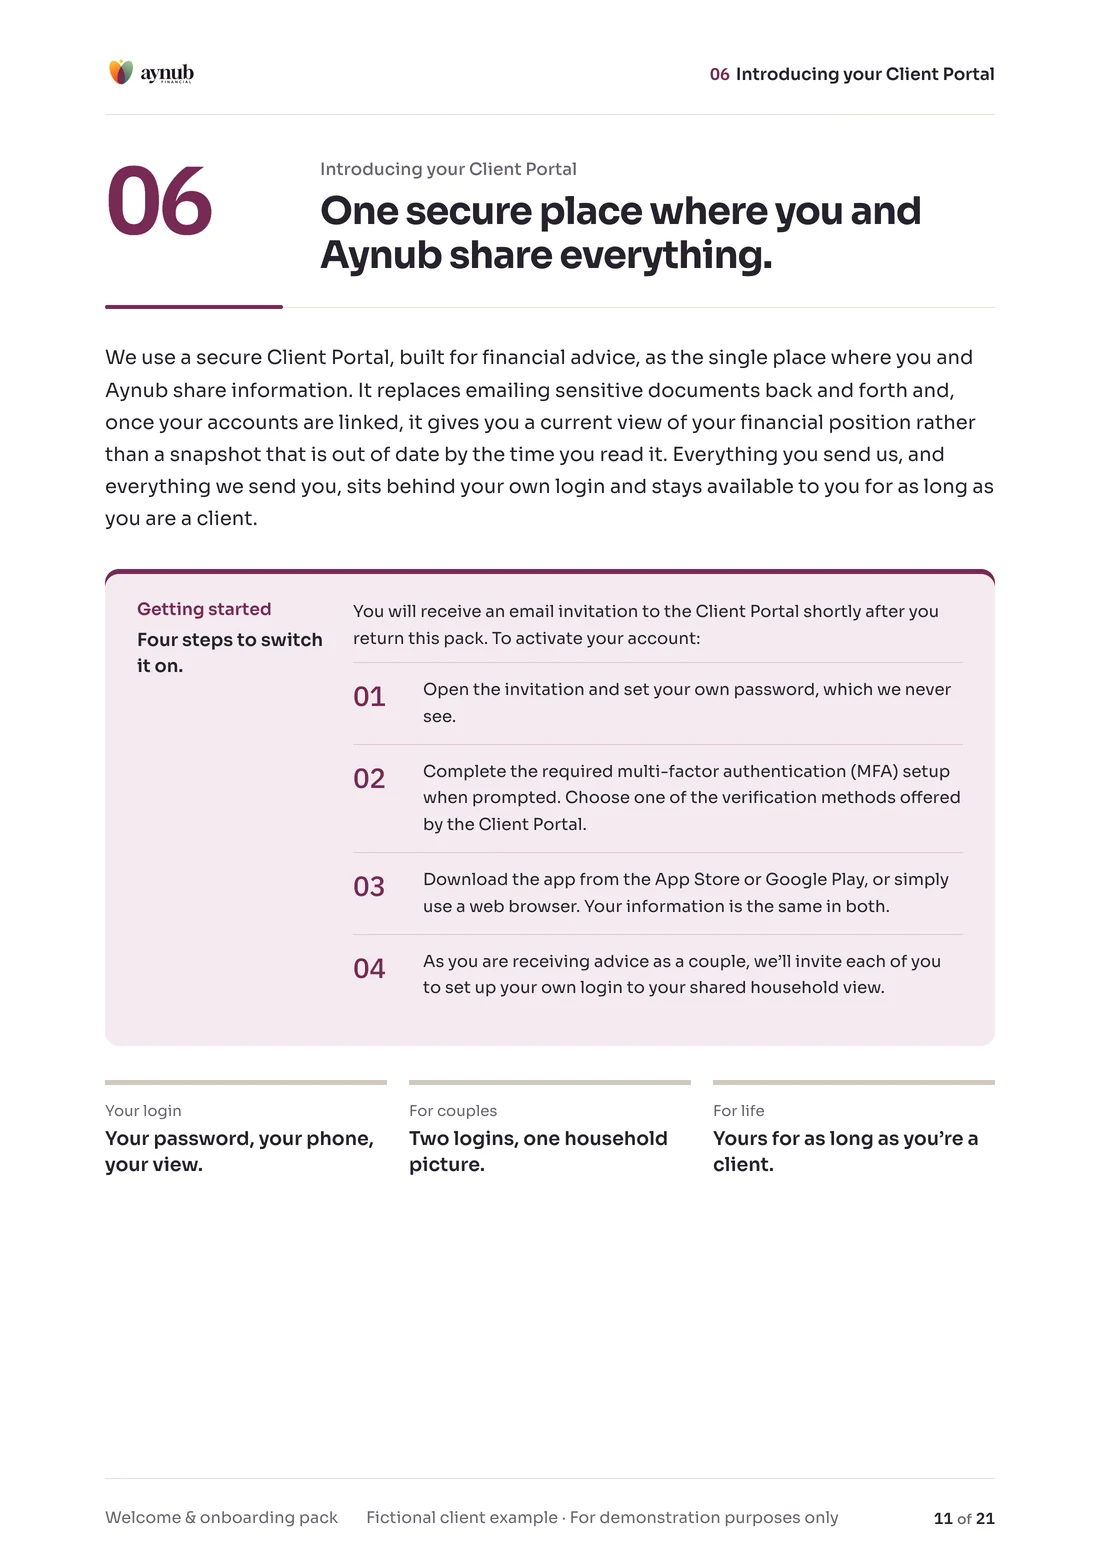 aynub
FINANCIAL
06 Introducing your Client Portal
06
Introducing your Client Portal
One secure place where you and
Aynub share everything.
We use a secure Client Portal, built for financial advice, as the single place where you and
Aynub share information. It replaces emailing sensitive documents back and forth and,
once your accounts are linked, it gives you a current view of your financial position rather
than a snapshot that is out of date by the time you read it. Everything you send us, and
everything we send you, sits behind your own login and stays available to you for as long as
you are a client.
Getting started
Four steps to switch
it on.
You will receive an email invitation to the Client Portal shortly after you
return this pack. To activate your account:
01
Open the invitation and set your own password, which we never
see.
02
Complete the required multi-factor authentication (MFA) setup
when prompted. Choose one of the verification methods offered
by the Client Portal.
03
Download the app from the App Store or Google Play, or simply
use a web browser. Your information is the same in both.
04
As you are receiving advice as a couple, we’ll invite each of you
to set up your own login to your shared household view.
Your login
Your password, your phone,
your view.
For couples
Two logins, one household
picture.
For life
Yours for as long as you’re a
client.
Welcome & onboarding pack
Fictional client example · For demonstration purposes only
11 of 21